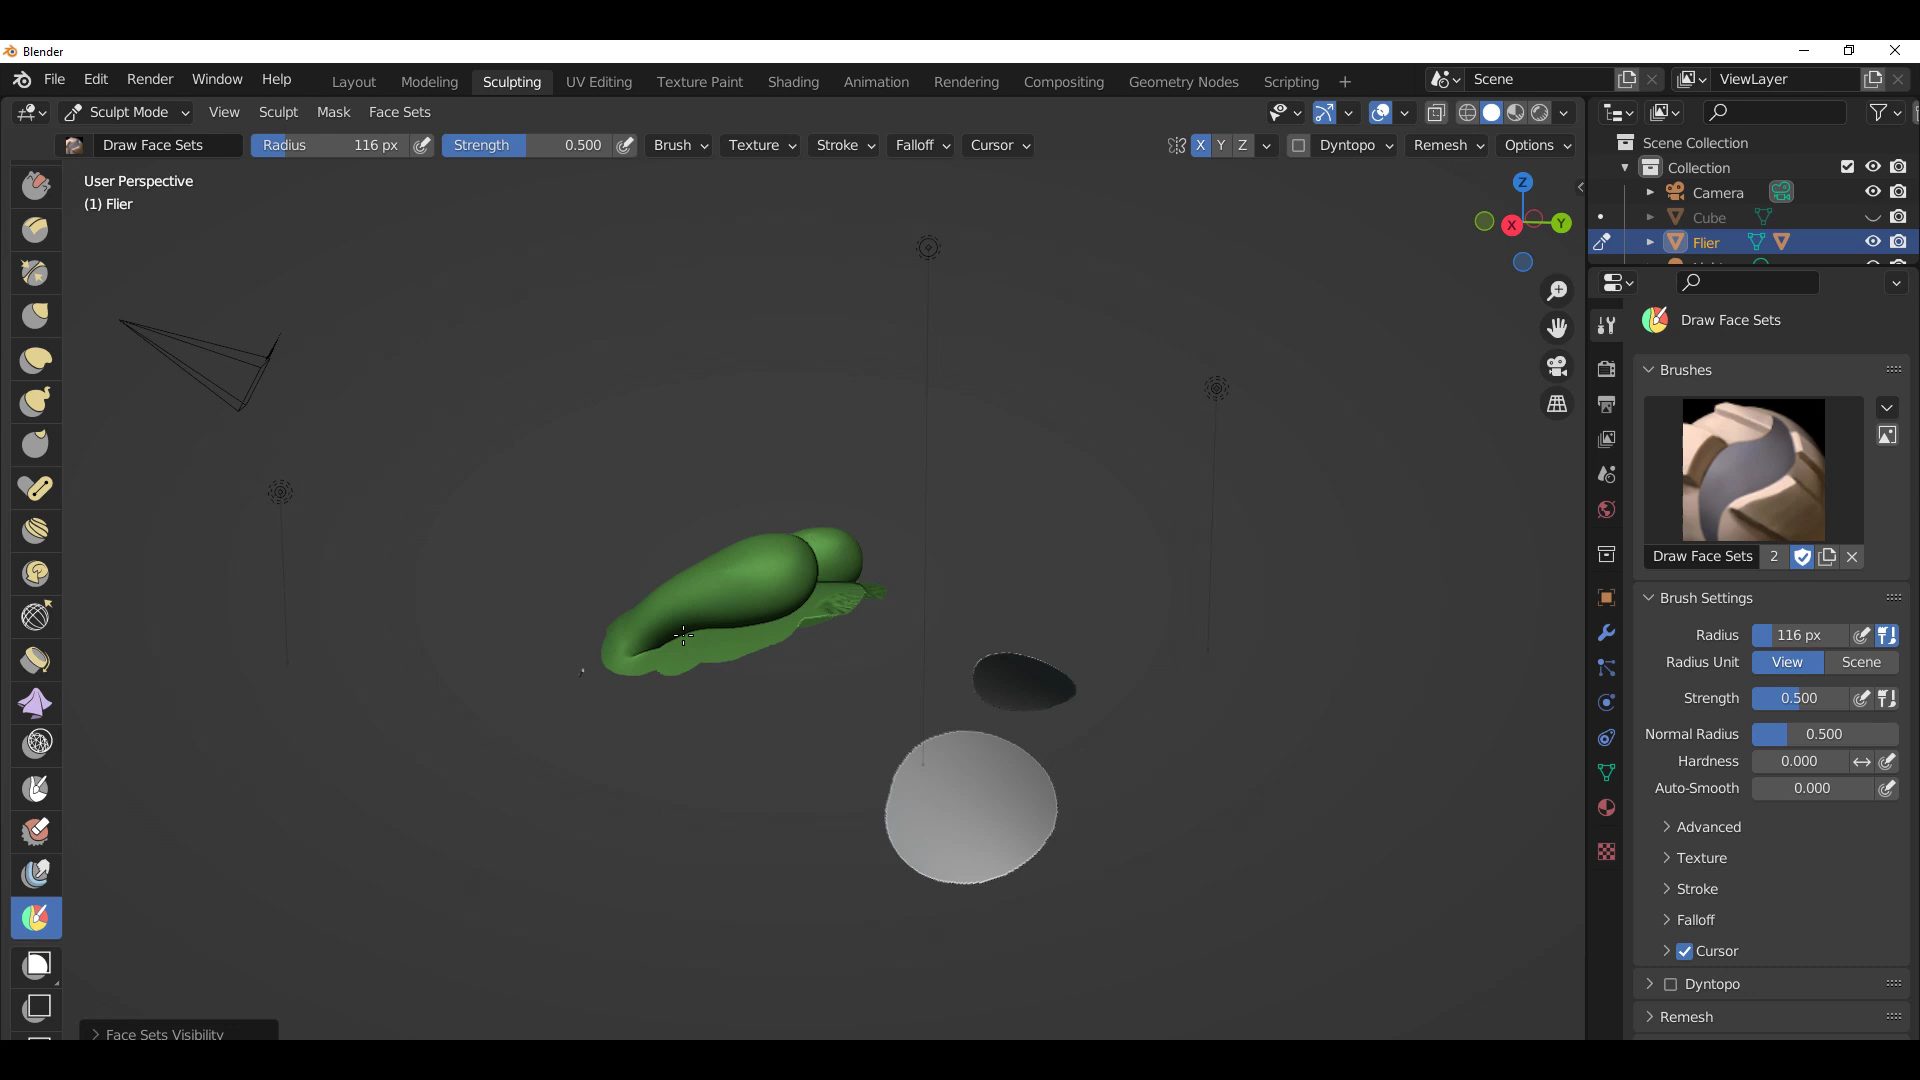 Blender
File Edit Render Window Help Layout Modeling Sculpting UV Editing Texture Paint Shading Animation Rendering Compositing Geometry Nodes Scripting + Scene ViewLayer
Sculpt Mode View Sculpt Mask Face Sets
Draw Face Sets Radius 116 px Strength 0.500 Brush Texture Stroke Falloff Cursor X Y Z Dyntopo Remesh Options
User Perspective
(1) Flier
Z
X
Y
Scene Collection
Collection
Camera
Cube
Flier
Draw Face Sets
Brushes
Draw Face Sets 2
Brush Settings
Radius 116 px
Radius Unit View Scene
Strength 0.500
Normal Radius 0.500
Hardness 0.000
Auto-Smooth 0.000
Advanced
Texture
Stroke
Falloff
Cursor
Dyntopo
Remesh
Face Sets Visibility